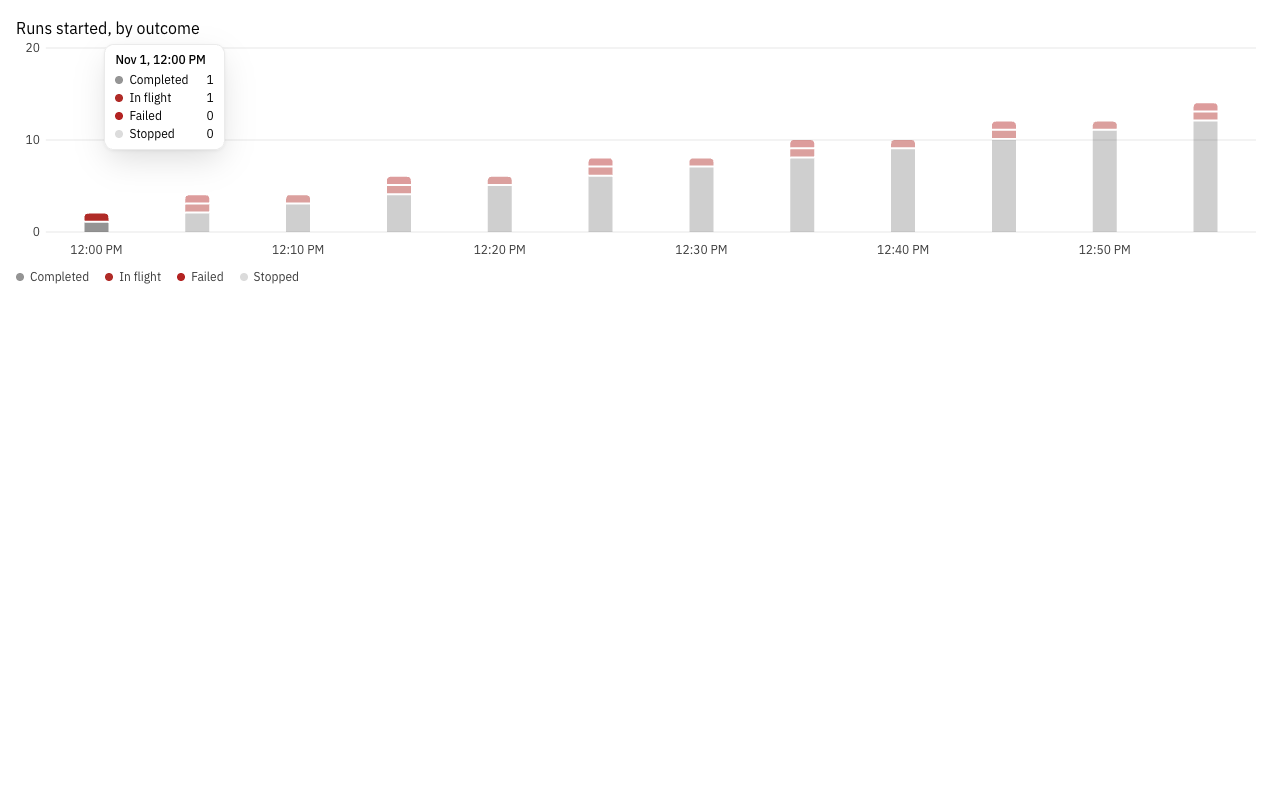 Runs started, by outcome
20
Nov 1, 12:00 PM
Completed 1
In flight 1
Failed 0
Stopped 0
10
0
12:00 PM 12:10 PM 12:20 PM 12:30 PM 12:40 PM 12:50 PM
Completed In flight Failed Stopped